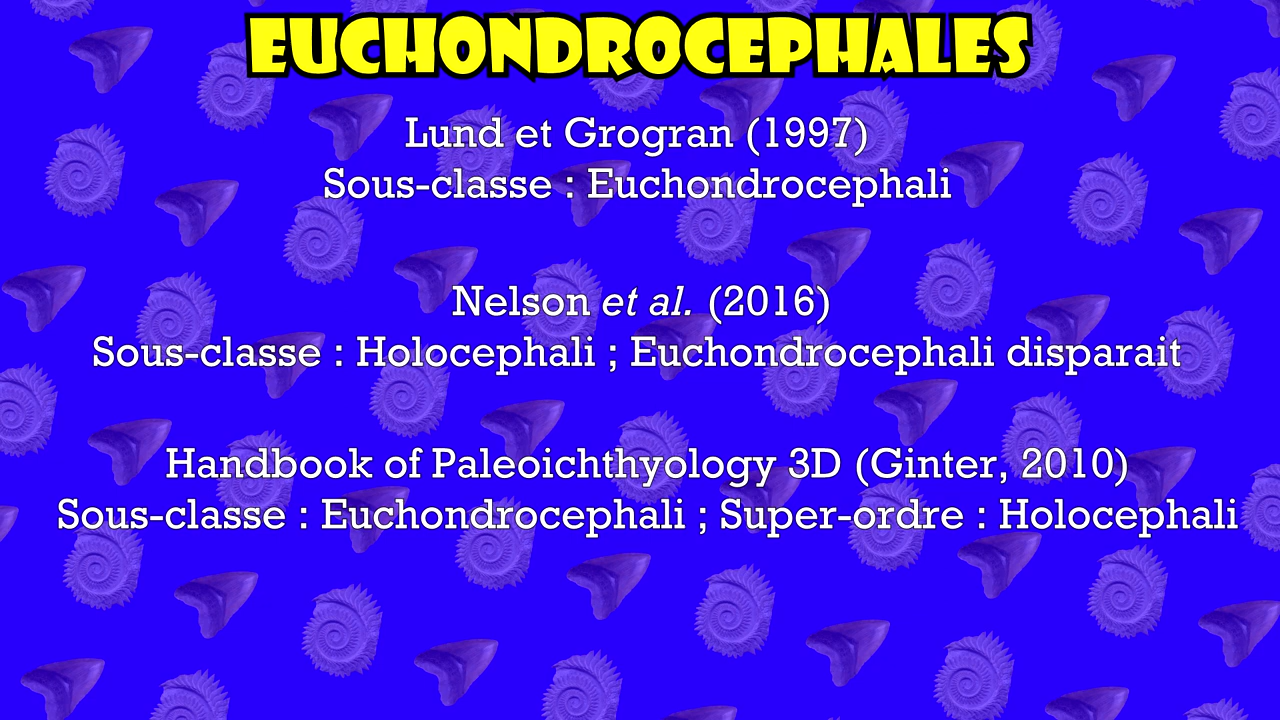 EUCHONDROCEPHALES
Lund et Grogran (1997)
Sous-classe : Euchondrocephali
Nelson et al. (2016)
Sous-classe : Holocephali ; Euchondrocephali disparait
Handbook of Paleoichthyology 3D (Ginter, 2010)
Sous-classe : Euchondrocephali ; Super-ordre : Holocephali